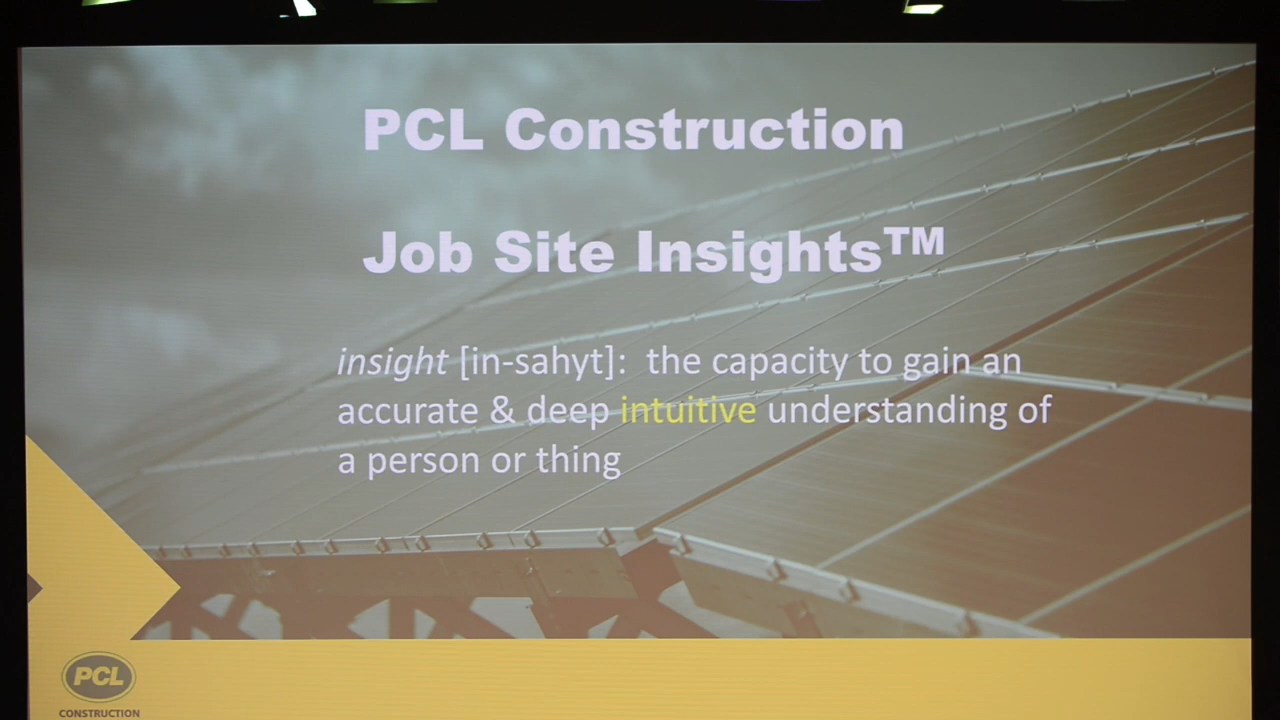 PCL Construction
Job Site Insights™
insight [in-sahyt]: the capacity to gain an
accurate & deep intuitive understanding of
a person or thing
PCL
CONSTRUCTION